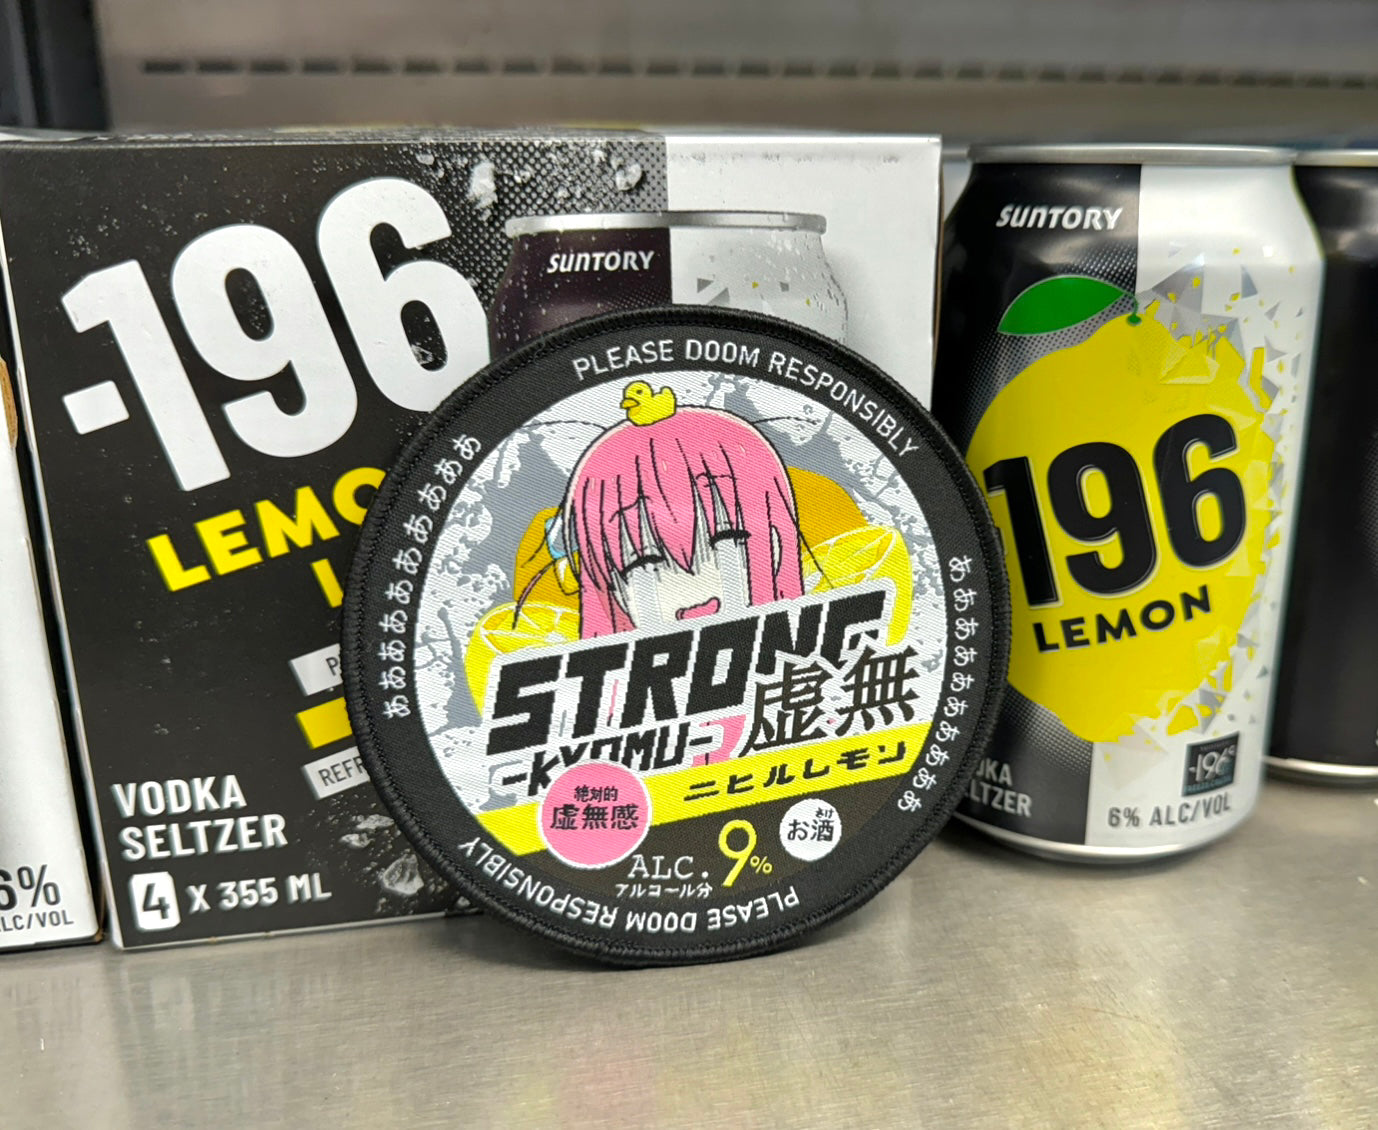 -196
SUNTORY
VODKA
SELTZER
4 X 355 ML
6%
ALC/VOL
PLEASE DOOM RESPONSIBLY
ああああああああああ
ああああああああああ
STRONG
虚無
-KYOMU-
ニヒルレモン
絶対的
虚無感
ALC. 9%
アルコール分
お酒
PLEASE DOOM RESPONSIBLY
SUNTORY
196
LEMON
-196°
6% ALC/VOL